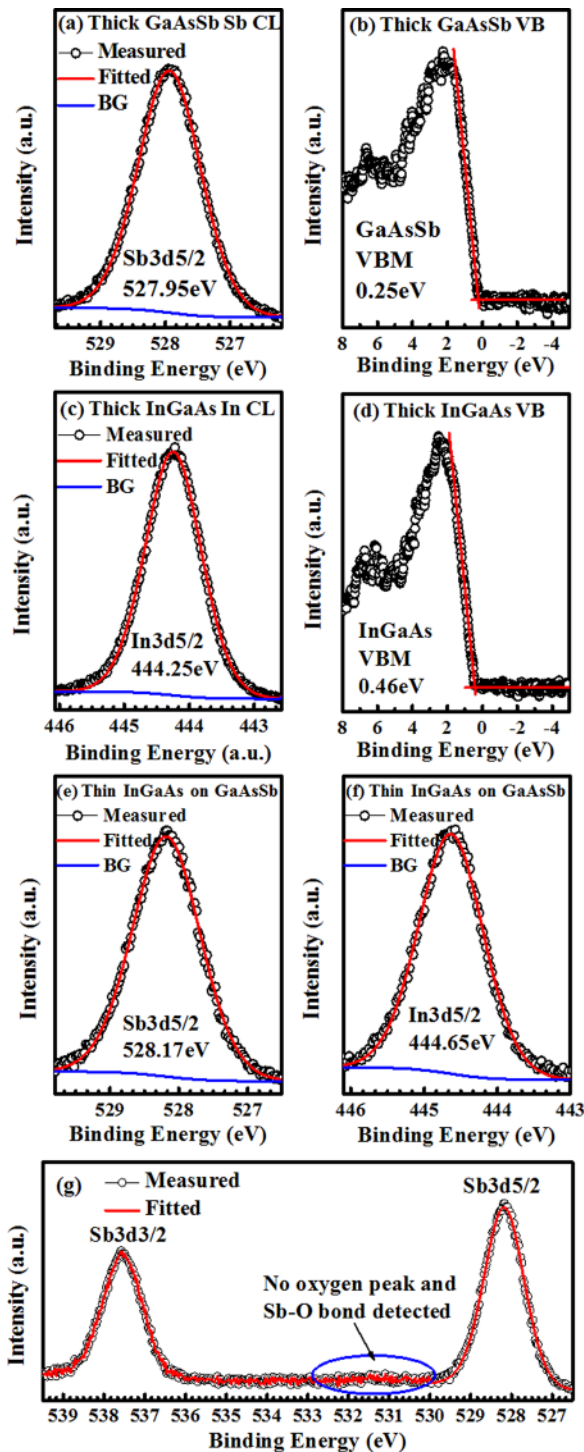 (a) Thick GaAsSb Sb CL
Measured
Fitted
BG
Sb3d5/2
527.95eV
Intensity (a.u.)
529 528 527
Binding Energy (eV)
(b) Thick GaAsSb VB
GaAsSb
VBM
0.25eV
Intensity (a.u.)
8 6 4 2 0 -2 -4
Binding Energy (eV)
(c) Thick InGaAs In CL
Measured
Fitted
BG
In3d5/2
444.25eV
Intensity (a.u.)
446 445 444 443
Binding Energy (a.u.)
(d) Thick InGaAs VB
InGaAs
VBM
0.46eV
Intensity (a.u.)
8 6 4 2 0 -2 -4
Binding Energy (eV)
(e) Thin InGaAs on GaAsSb
Measured
Fitted
BG
Sb3d5/2
528.17eV
Intensity (a.u.)
529 528 527
Binding Energy (eV)
(f) Thin InGaAs on GaAsSb
Measured
Fitted
BG
In3d5/2
444.65eV
Intensity (a.u.)
446 445 444 443
Binding Energy (eV)
(g)
Measured
Fitted
Sb3d3/2
Sb3d5/2
No oxygen peak and
Sb-O bond detected
Intensity (a.u.)
539 538 537 536 535 534 533 532 531 530 529 528 527
Binding Energy (eV)